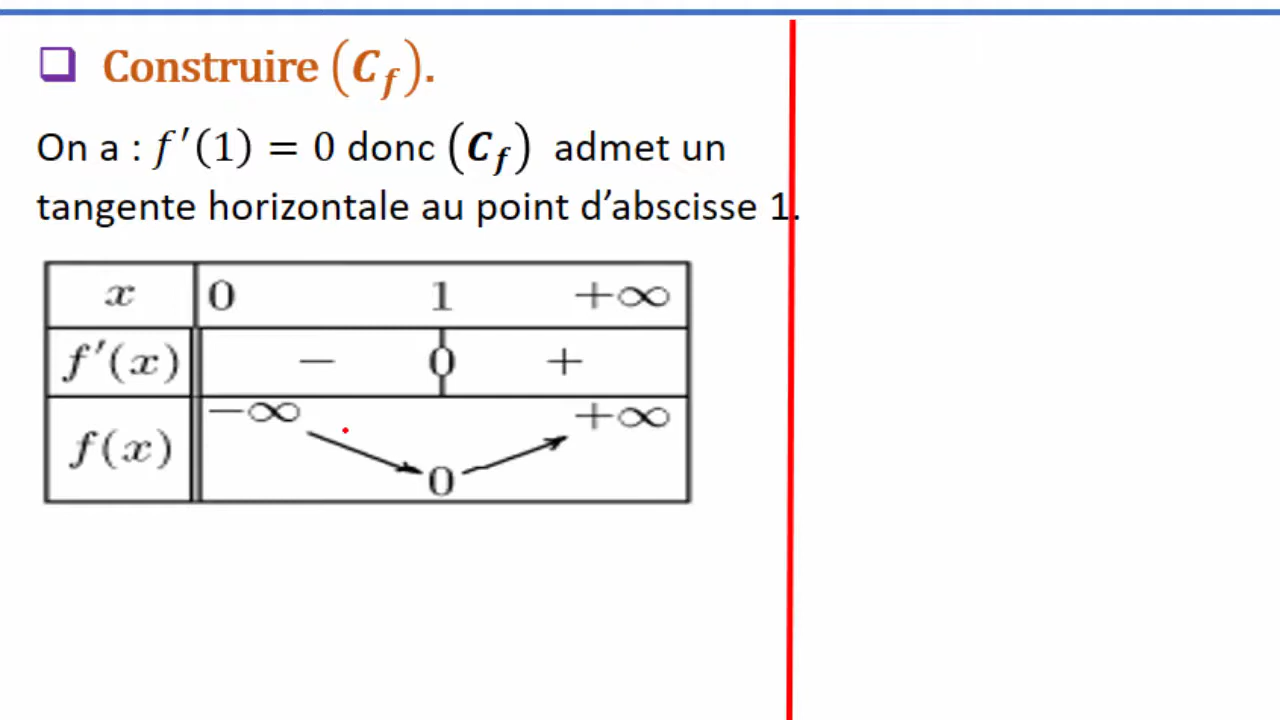 ❑ Construire (C_f).
On a : f′(1) = 0 donc (C_f) admet un
tangente horizontale au point d’abscisse 1.
x 0 1 +∞
f′(x) − 0 +
f(x) −∞ 0 +∞